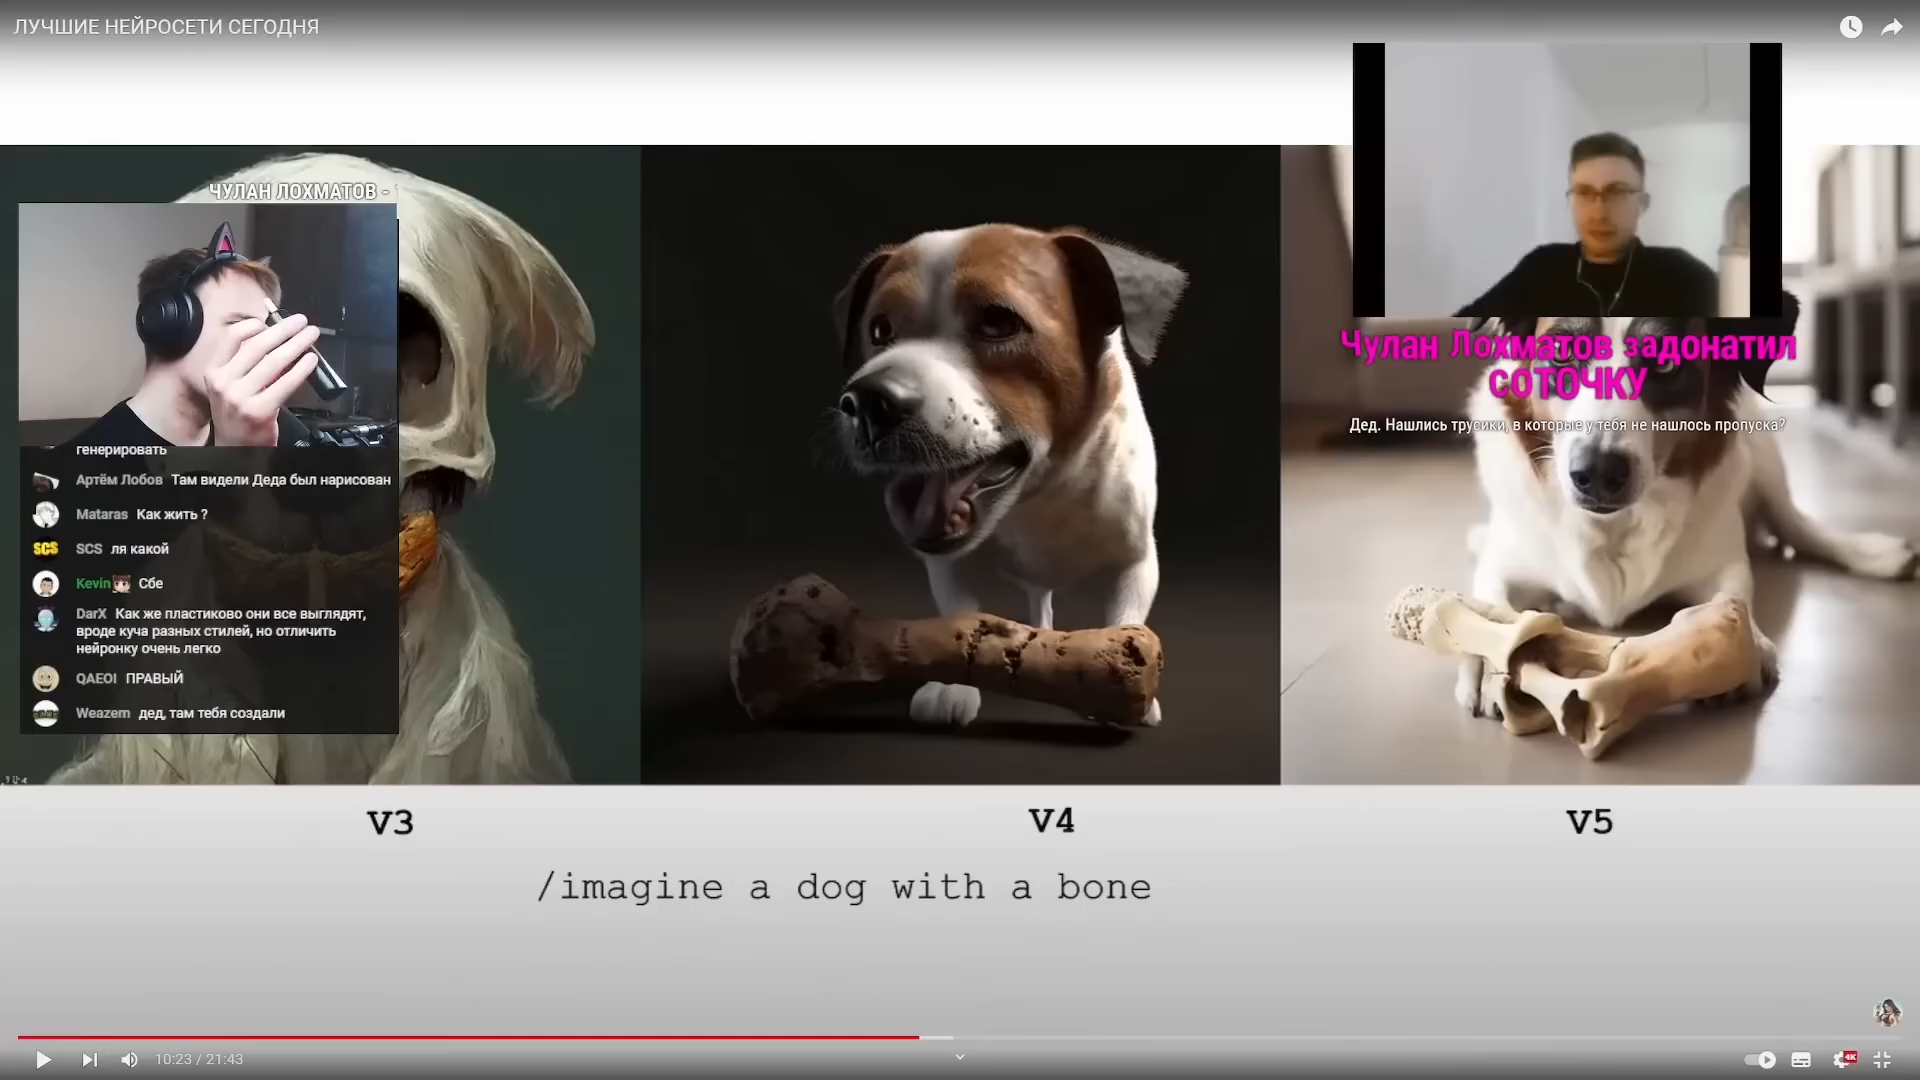 ЛУЧШИЕ НЕЙРОСЕТИ СЕГОДНЯ
ЧУЛАН ЛОХМАТОВ -
генерировать
Артём Лобов Там видели Деда был нарисован
Mataras Как жить ?
SCS SCS ля какой
Kevin Сбе
DarX Как же пластиково они все выглядят,
вроде куча разных стилей, но отличить
нейронку очень легко
QAEOI ПРАВЫЙ
Weazem дед, там тебя создали
Чулан Лохматов задонатил
СОТОЧКУ
Дед. Нашлись трусики, в которые у тебя не нашлось пропуска?
V3
V4
V5
/imagine a dog with a bone
10:23 / 21:43
4K